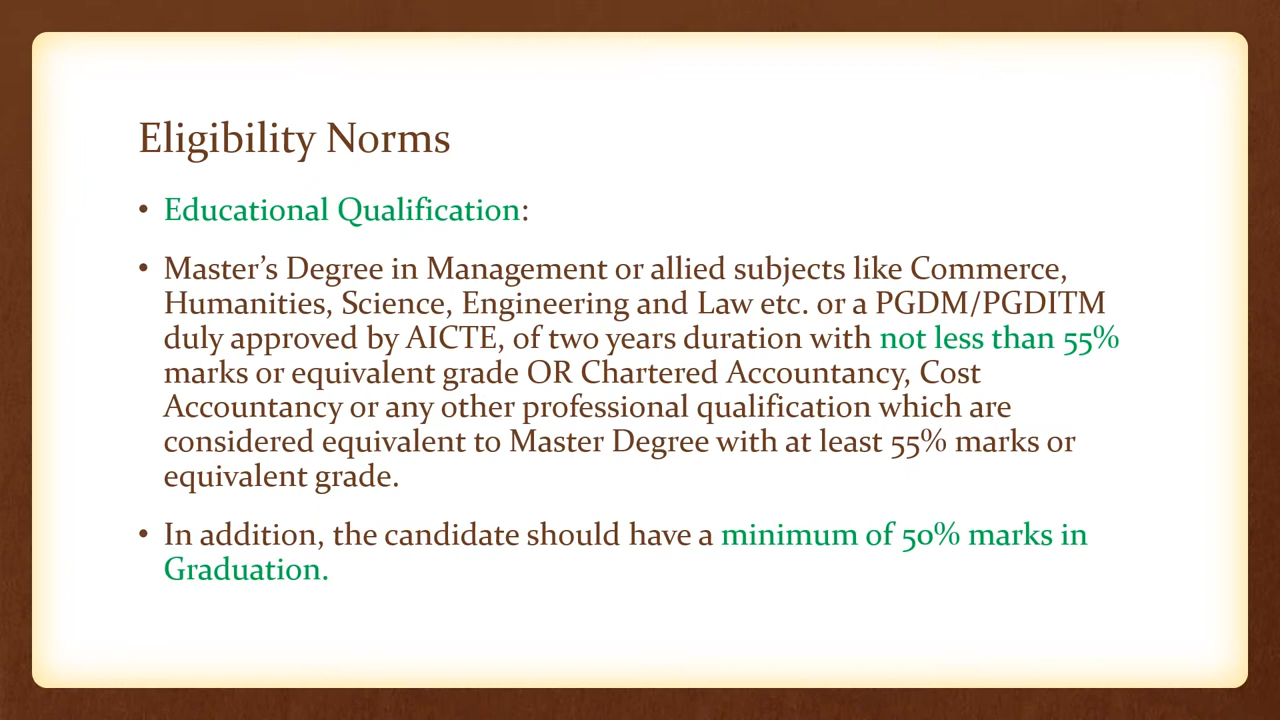 Eligibility Norms
• Educational Qualification:
• Master’s Degree in Management or allied subjects like Commerce,
Humanities, Science, Engineering and Law etc. or a PGDM/PGDITM
duly approved by AICTE, of two years duration with not less than 55%
marks or equivalent grade OR Chartered Accountancy, Cost
Accountancy or any other professional qualification which are
considered equivalent to Master Degree with at least 55% marks or
equivalent grade.
• In addition, the candidate should have a minimum of 50% marks in
Graduation.